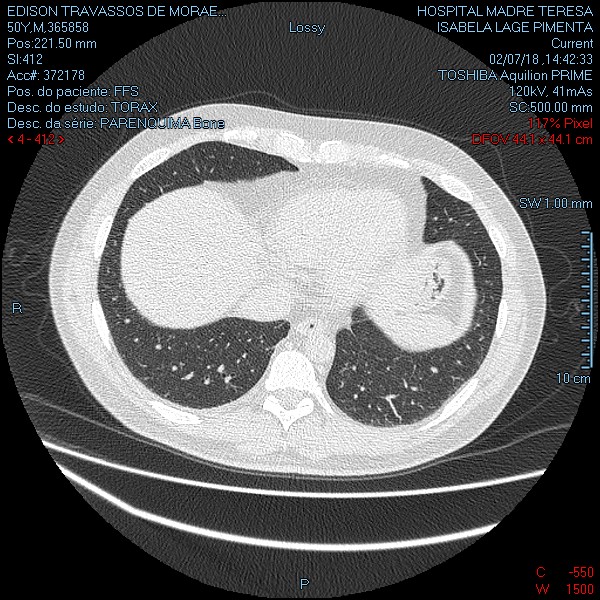 EDISON TRAVASSOS DE MORAE...
50Y,M,365858
Pos:221.50 mm
SI:412
Acc#: 372178
Pos. do paciente: FFS
Desc. do estudo: TORAX
Desc. da série: PARENQUIMA Bone
< 4 - 412 >
Lossy
HOSPITAL MADRE TERESA
ISABELA LAGE PIMENTA
Current
02/07/18 ,14:42:33
TOSHIBA Aquilion PRIME
120kV, 41mAs
SC:500.00 mm
117% Pixel
DFOV 44.1 x 44.1 cm
SW 1.00 mm
R
10 cm
P
C -550
W 1500